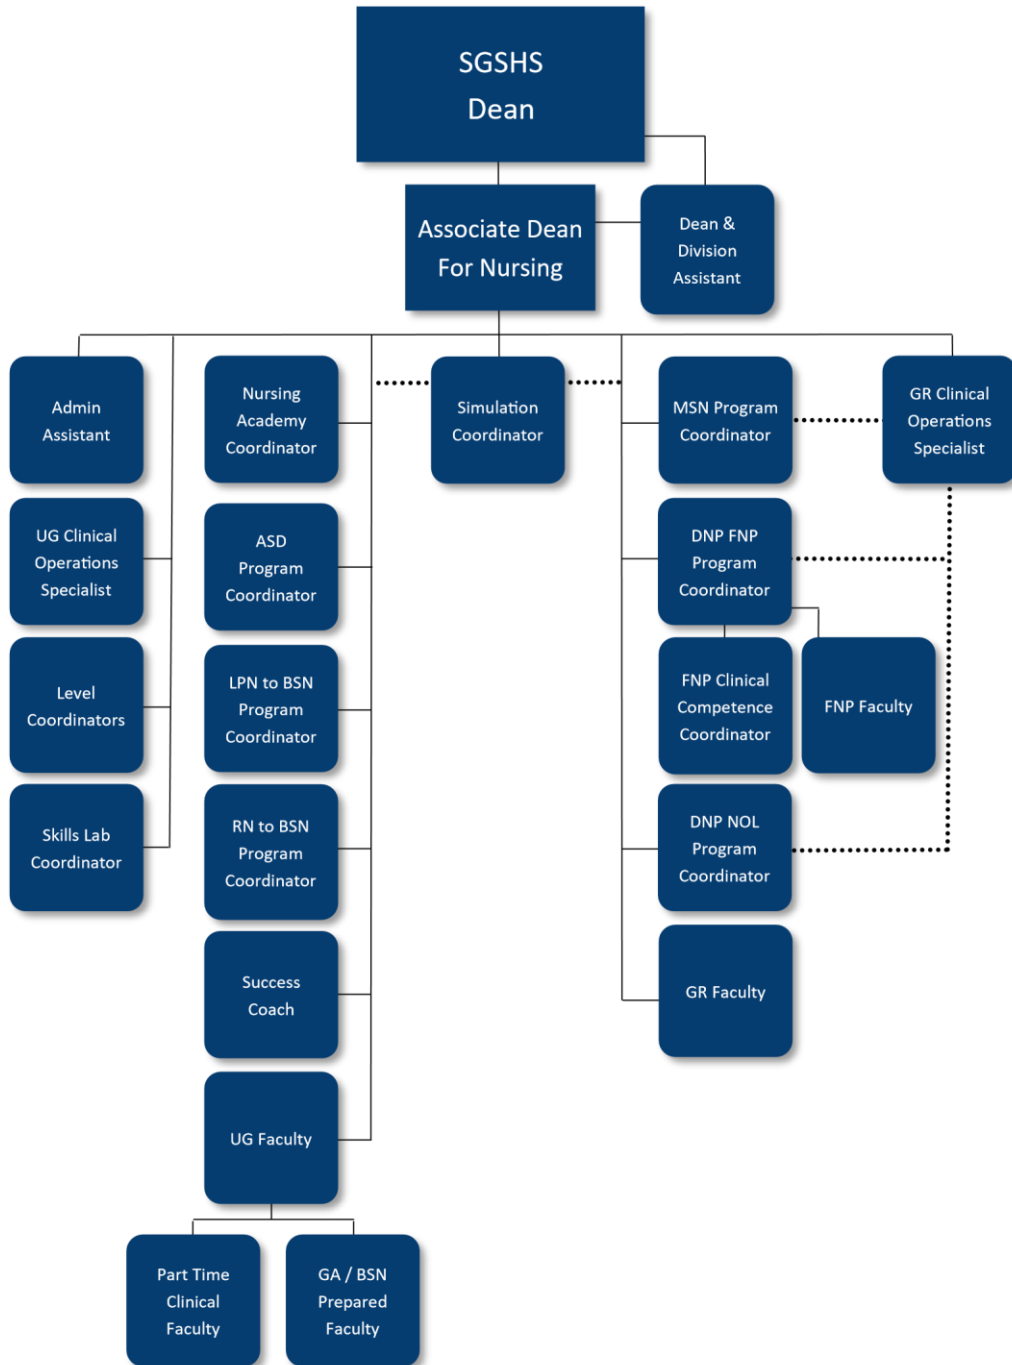 SGSHS
Dean
Associate Dean
For Nursing
Dean &
Division
Assistant
Admin
Assistant
Nursing
Academy
Coordinator
Simulation
Coordinator
MSN Program
Coordinator
GR Clinical
Operations
Specialist
UG Clinical
Operations
Specialist
ASD
Program
Coordinator
DNP FNP
Program
Coordinator
Level
Coordinators
LPN to BSN
Program
Coordinator
FNP Clinical
Competence
Coordinator
FNP Faculty
Skills Lab
Coordinator
RN to BSN
Program
Coordinator
DNP NOL
Program
Coordinator
Success
Coach
GR Faculty
UG Faculty
Part Time
Clinical
Faculty
GA / BSN
Prepared
Faculty